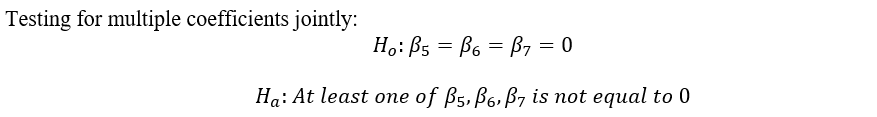 Testing for multiple coefficients jointly:
Hₒ: β₅ = β₆ = β₇ = 0
Hₐ: At least one of β₅, β₆, β₇ is not equal to 0